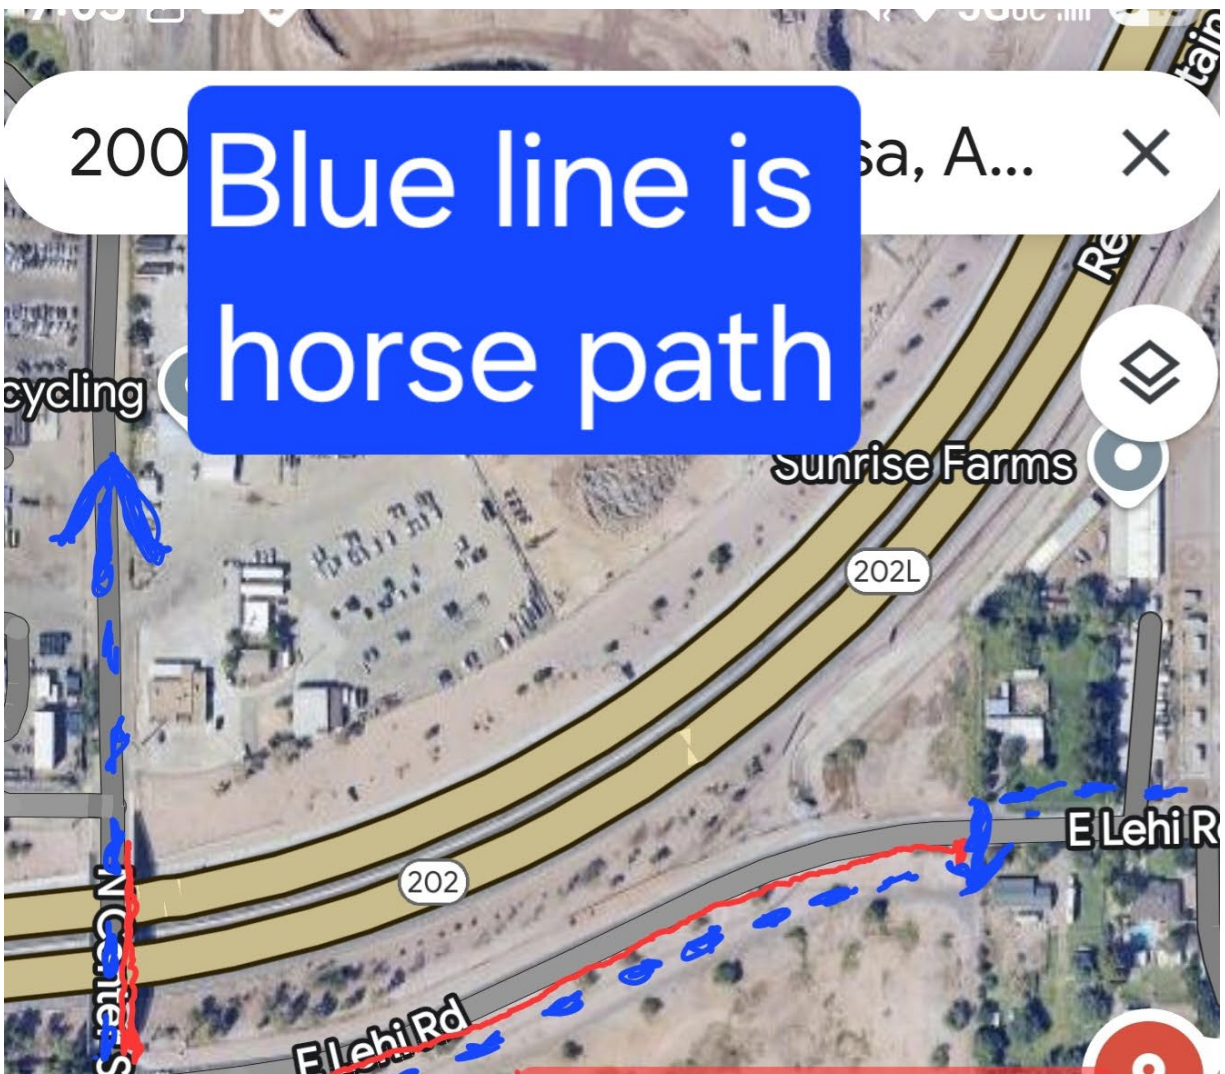 200
sa, A...
Blue line is
horse path
cycling
Sunrise Farms
202L
E Lehi R
202
N Center S
E Lehi Rd